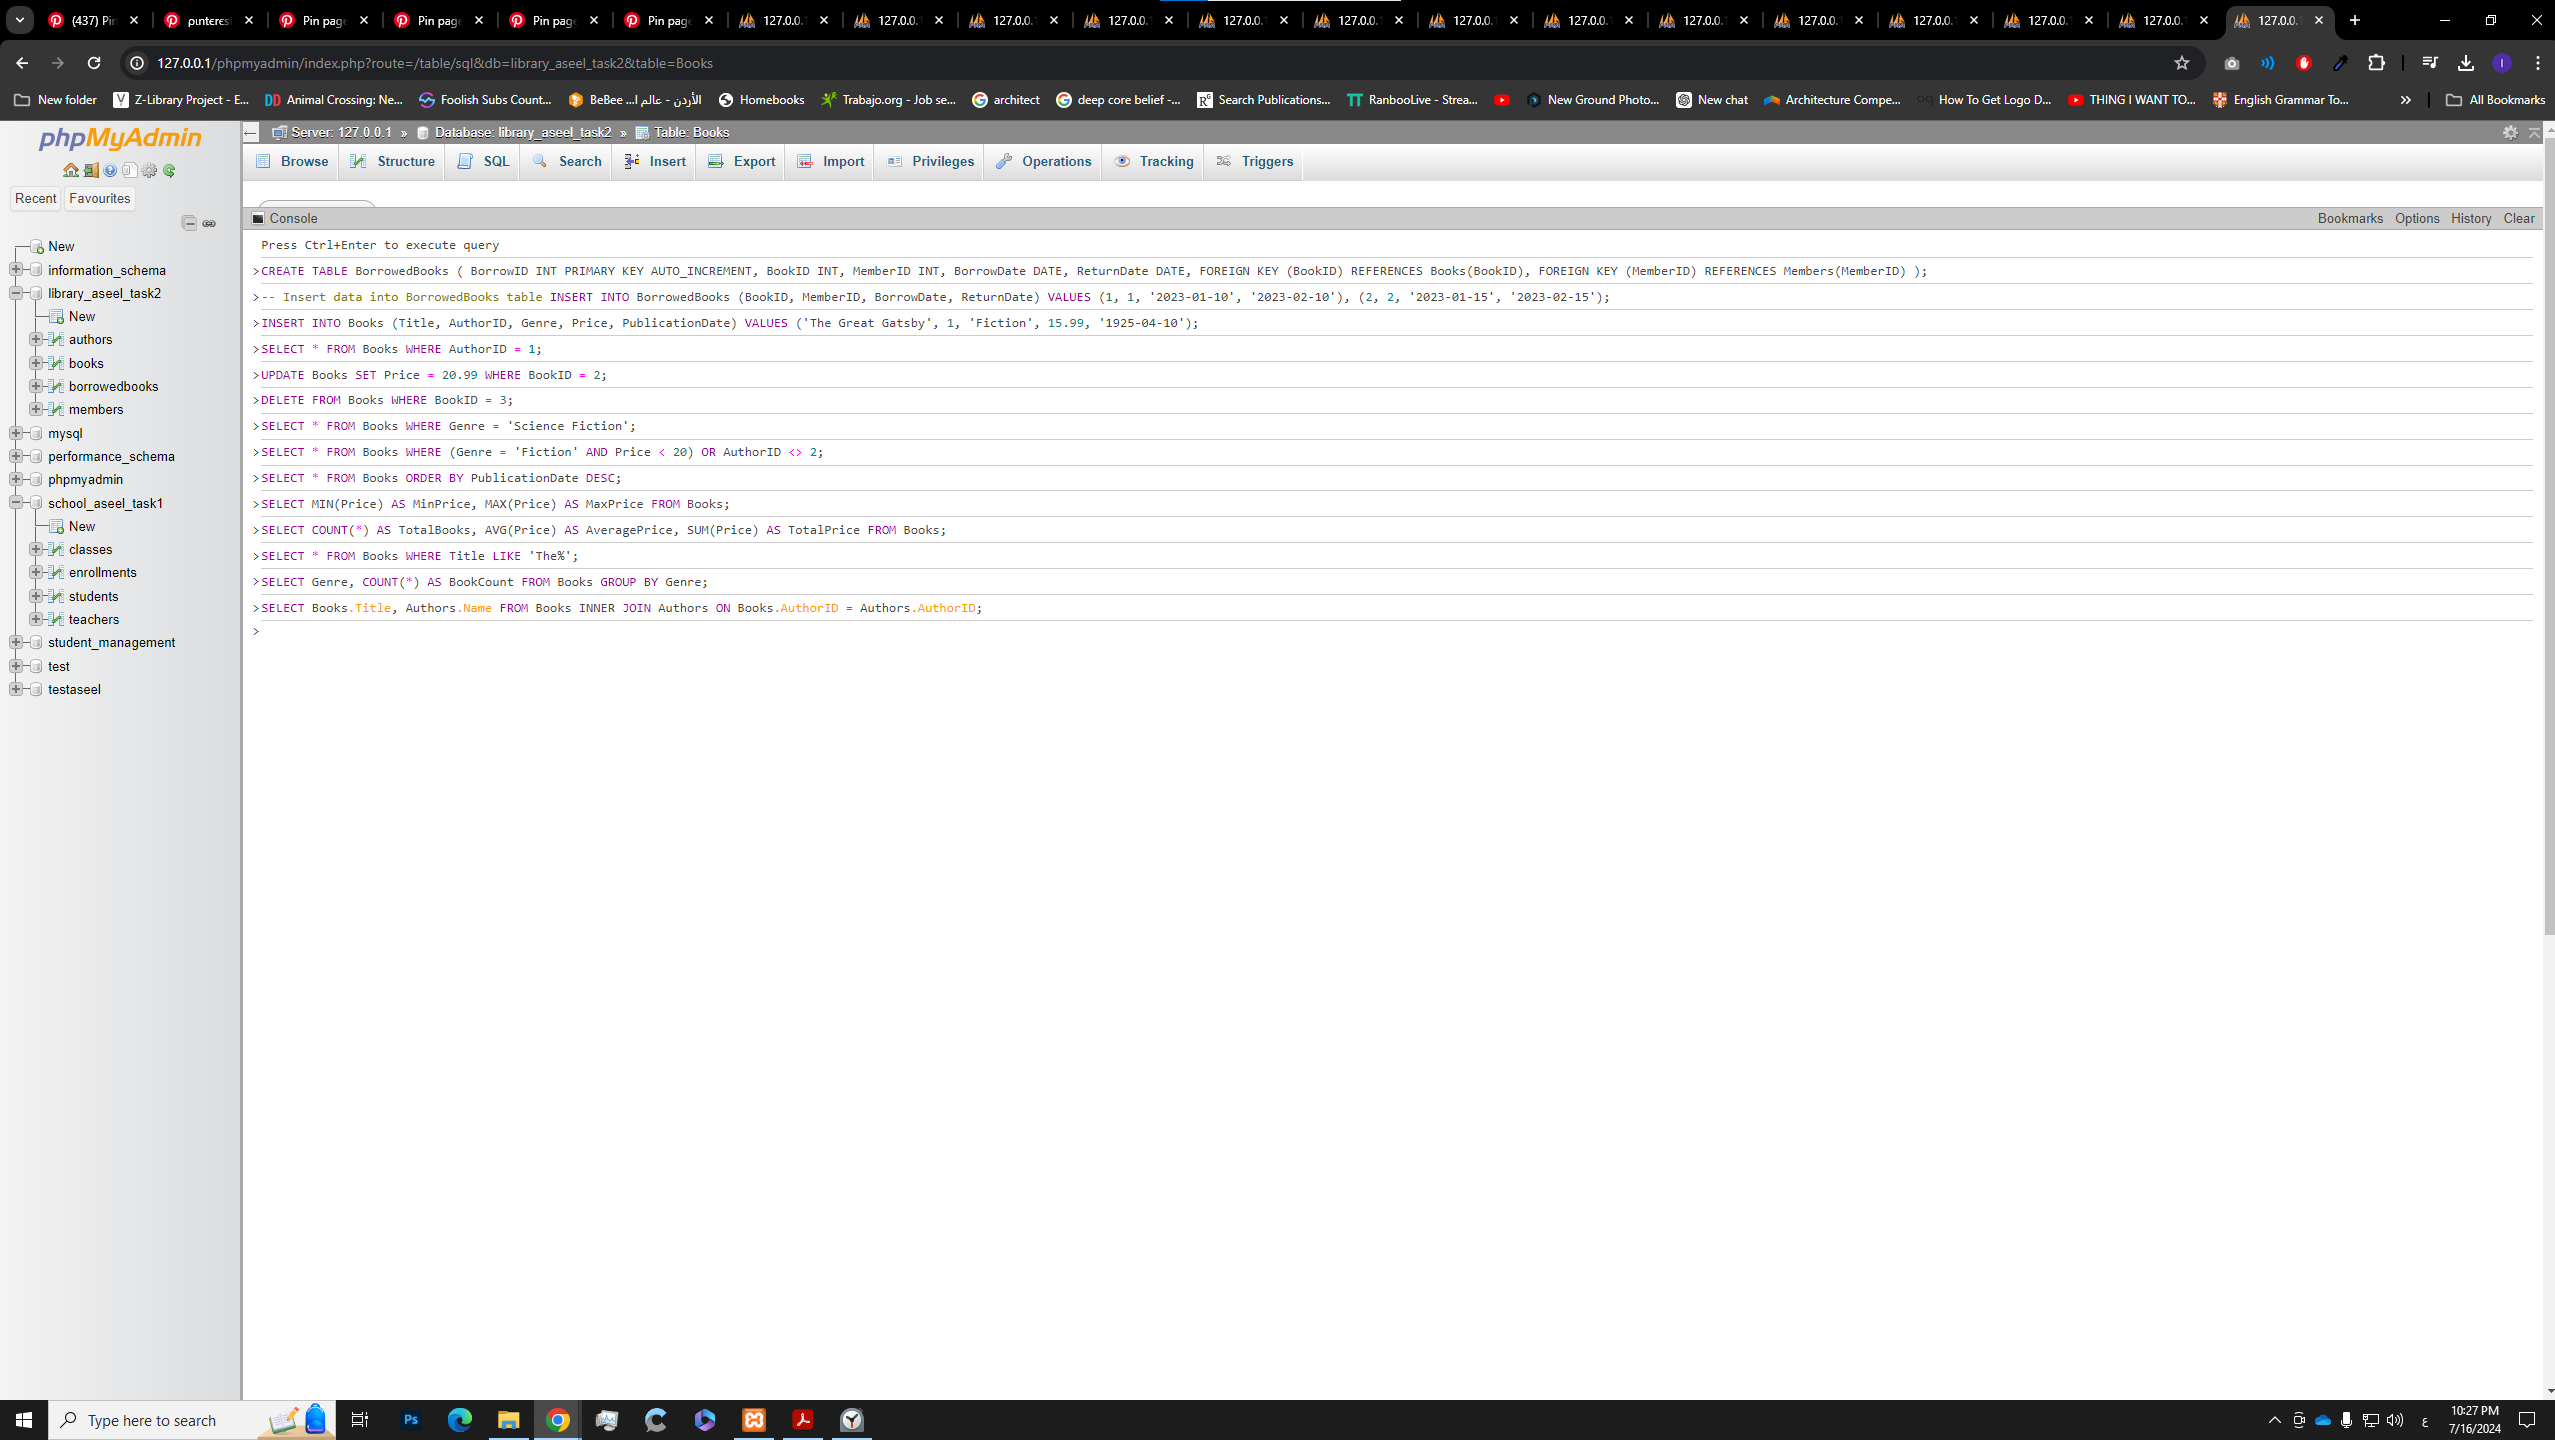 (437) Pin
pinterest
Pin page
Pin page
Pin page
Pin page
127.0.0.1
127.0.0.1
127.0.0.1
127.0.0.1
127.0.0.1
127.0.0.1
127.0.0.1
127.0.0.1
127.0.0.1
127.0.0.1
127.0.0.1
127.0.0.1
127.0.0.1
127.0.0.1
127.0.0.1/phpmyadmin/index.php?route=/table/sql&db=library_aseel_task2&table=Books
New folder
Z-Library Project - E...
Animal Crossing: Ne...
Foolish Subs Count...
BeBee الأردن - عالم ا...
Homebooks
Trabajo.org - Job se...
architect
deep core belief -...
Search Publications...
RanbooLive - Strea...
New Ground Photo...
New chat
Architecture Compe...
How To Get Logo D...
THING I WANT TO...
English Grammar To...
All Bookmarks
phpMyAdmin
Recent Favourites
New
information_schema
library_aseel_task2
New
authors
books
borrowedbooks
members
mysql
performance_schema
phpmyadmin
school_aseel_task1
New
classes
enrollments
students
teachers
student_management
test
testaseel
Server: 127.0.0.1 » Database: library_aseel_task2 » Table: Books
Browse Structure SQL Search Insert Export Import Privileges Operations Tracking Triggers
Console
Bookmarks Options History Clear
Press Ctrl+Enter to execute query
>CREATE TABLE BorrowedBooks ( BorrowID INT PRIMARY KEY AUTO_INCREMENT, BookID INT, MemberID INT, BorrowDate DATE, ReturnDate DATE, FOREIGN KEY (BookID) REFERENCES Books(BookID), FOREIGN KEY (MemberID) REFERENCES Members(MemberID) );
>-- Insert data into BorrowedBooks table INSERT INTO BorrowedBooks (BookID, MemberID, BorrowDate, ReturnDate) VALUES (1, 1, '2023-01-10', '2023-02-10'), (2, 2, '2023-01-15', '2023-02-15');
>INSERT INTO Books (Title, AuthorID, Genre, Price, PublicationDate) VALUES ('The Great Gatsby', 1, 'Fiction', 15.99, '1925-04-10');
>SELECT * FROM Books WHERE AuthorID = 1;
>UPDATE Books SET Price = 20.99 WHERE BookID = 2;
>DELETE FROM Books WHERE BookID = 3;
>SELECT * FROM Books WHERE Genre = 'Science Fiction';
>SELECT * FROM Books WHERE (Genre = 'Fiction' AND Price < 20) OR AuthorID <> 2;
>SELECT * FROM Books ORDER BY PublicationDate DESC;
>SELECT MIN(Price) AS MinPrice, MAX(Price) AS MaxPrice FROM Books;
>SELECT COUNT(*) AS TotalBooks, AVG(Price) AS AveragePrice, SUM(Price) AS TotalPrice FROM Books;
>SELECT * FROM Books WHERE Title LIKE 'The%';
>SELECT Genre, COUNT(*) AS BookCount FROM Books GROUP BY Genre;
>SELECT Books.Title, Authors.Name FROM Books INNER JOIN Authors ON Books.AuthorID = Authors.AuthorID;
>
Type here to search
Ps
ع
10:27 PM
7/16/2024